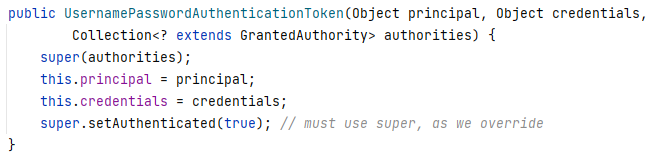 public UsernamePasswordAuthenticationToken(Object principal, Object credentials,
        Collection<? extends GrantedAuthority> authorities) {
    super(authorities);
    this.principal = principal;
    this.credentials = credentials;
    super.setAuthenticated(true); // must use super, as we override
}